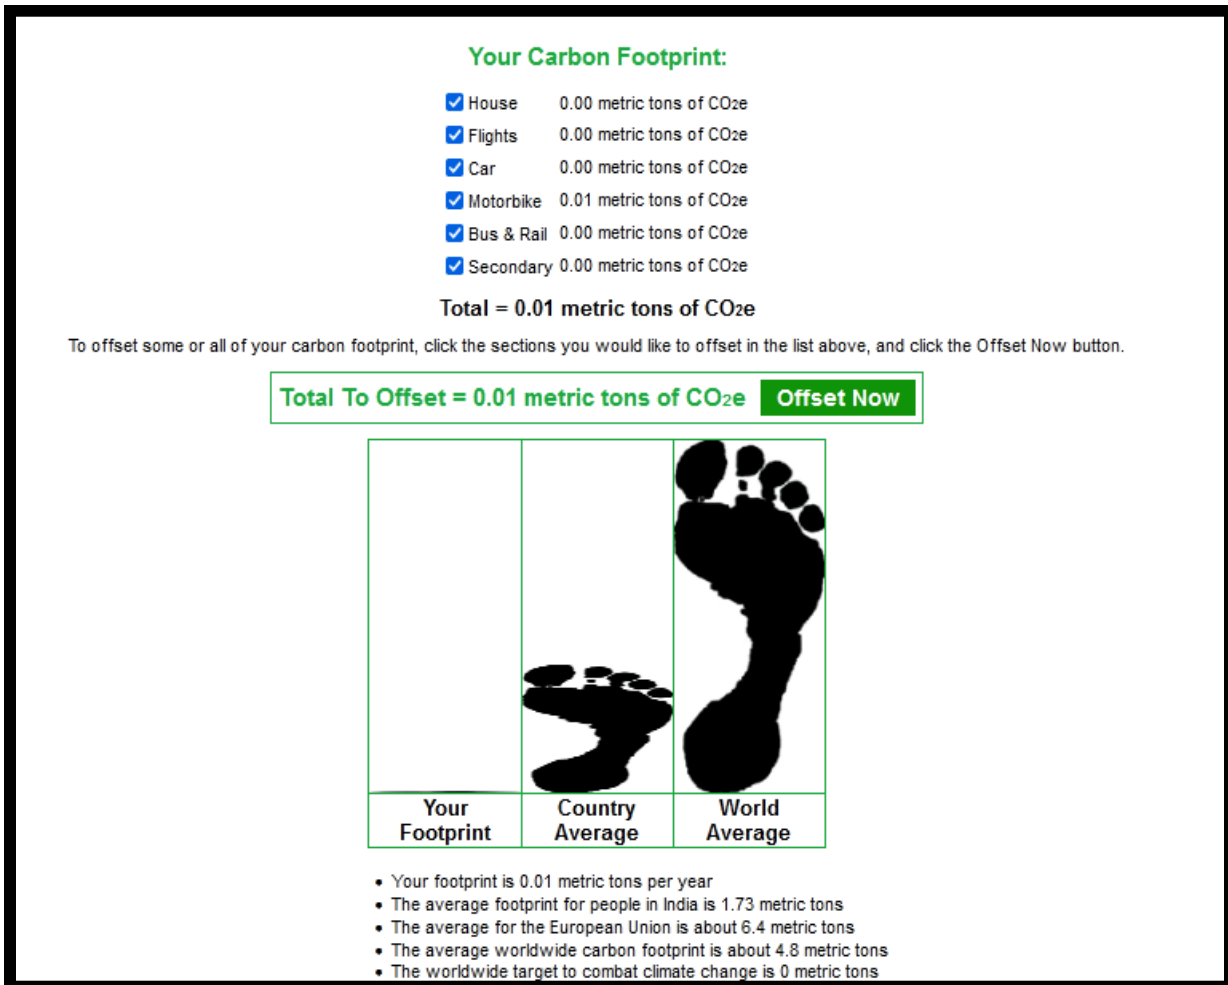 Your Carbon Footprint:
House 0.00 metric tons of CO2e
Flights 0.00 metric tons of CO2e
Car 0.00 metric tons of CO2e
Motorbike 0.01 metric tons of CO2e
Bus & Rail 0.00 metric tons of CO2e
Secondary 0.00 metric tons of CO2e
Total = 0.01 metric tons of CO2e
To offset some or all of your carbon footprint, click the sections you would like to offset in the list above, and click the Offset Now button.
Total To Offset = 0.01 metric tons of CO2e Offset Now
Your Footprint
Country Average
World Average
• Your footprint is 0.01 metric tons per year
• The average footprint for people in India is 1.73 metric tons
• The average for the European Union is about 6.4 metric tons
• The average worldwide carbon footprint is about 4.8 metric tons
• The worldwide target to combat climate change is 0 metric tons